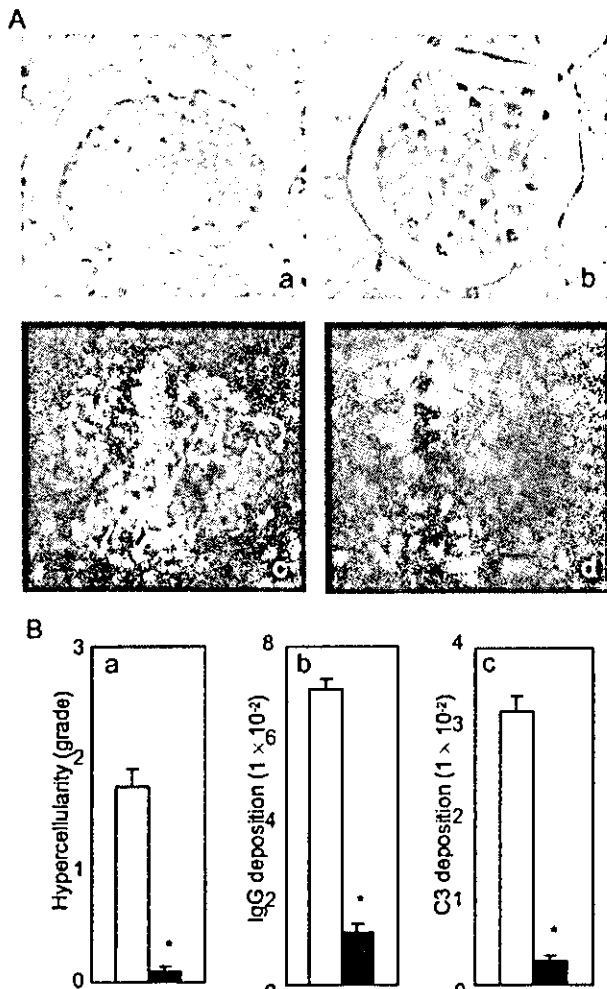 A
a
b
c
d
B
Hypercellularity (grade)
3
2
1
0
a
*
IgG deposition (1 × 10⁻²)
8
6
4
2
0
b
*
C3 deposition (1 × 10⁻²)
4
3
2
1
0
c
*